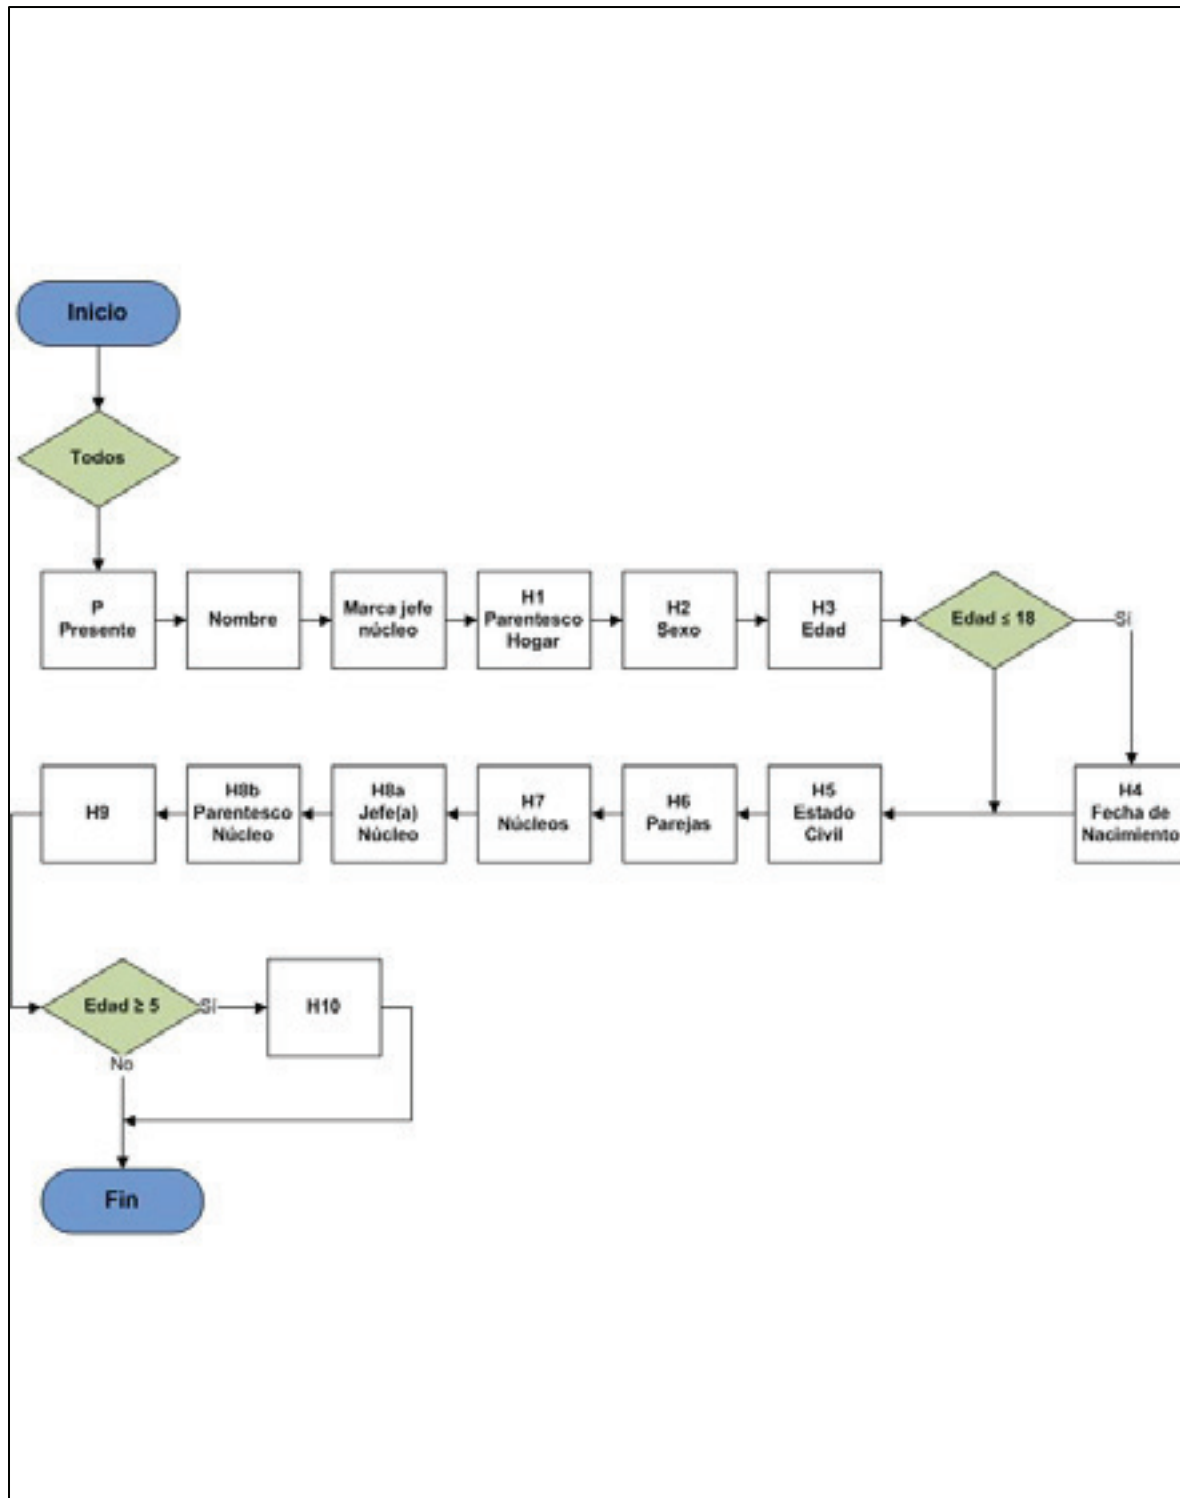 Inicio
Todos
P
Presente
Nombre
Marca jefe
núcleo
H1
Parentesco
Hogar
H2
Sexo
H3
Edad
Edad ≤ 18
Sí
H9
H8b
Parentesco
Núcleo
H8a
Jefe(a)
Núcleo
H7
Núcleos
H6
Parejas
H5
Estado
Civil
H4
Fecha de
Nacimiento
Edad ≥ 5
Sí
H10
No
Fin